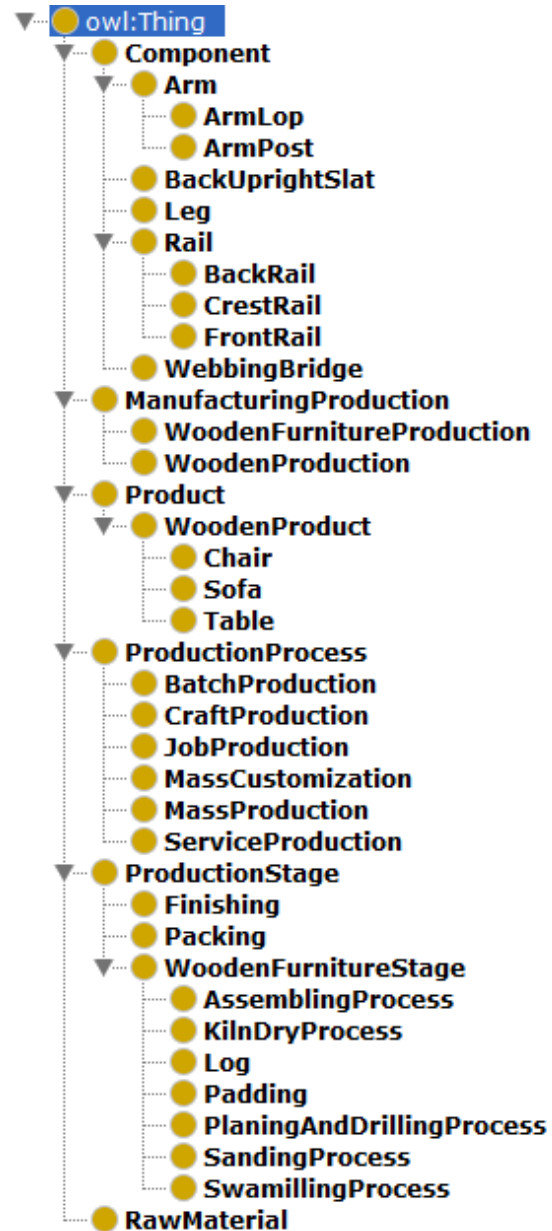 owl:Thing
Component
Arm
ArmLop
ArmPost
BackUprightSlat
Leg
Rail
BackRail
CrestRail
FrontRail
WebbingBridge
ManufacturingProduction
WoodenFurnitureProduction
WoodenProduction
Product
WoodenProduct
Chair
Sofa
Table
ProductionProcess
BatchProduction
CraftProduction
JobProduction
MassCustomization
MassProduction
ServiceProduction
ProductionStage
Finishing
Packing
WoodenFurnitureStage
AssemblingProcess
KilnDryProcess
Log
Padding
PlaningAndDrillingProcess
SandingProcess
SwamillingProcess
RawMaterial